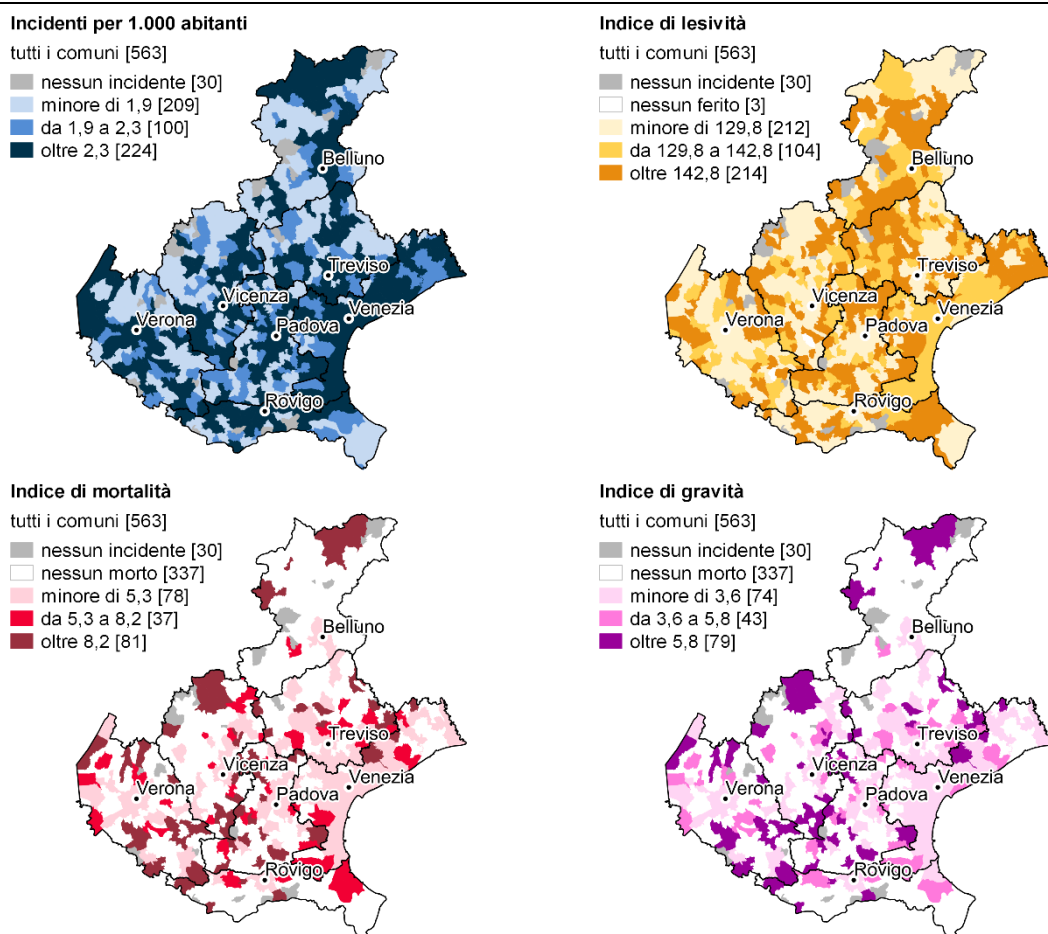 Incidenti per 1.000 abitanti
tutti i comuni [563]
nessun incidente [30]
minore di 1,9 [209]
da 1,9 a 2,3 [100]
oltre 2,3 [224]
Belluno
Treviso
Vicenza
Venezia
Verona
Padova
Rovigo
Indice di lesività
tutti i comuni [563]
nessun incidente [30]
nessun ferito [3]
minore di 129,8 [212]
da 129,8 a 142,8 [104]
oltre 142,8 [214]
Belluno
Treviso
Vicenza
Venezia
Verona
Padova
Rovigo
Indice di mortalità
tutti i comuni [563]
nessun incidente [30]
nessun morto [337]
minore di 5,3 [78]
da 5,3 a 8,2 [37]
oltre 8,2 [81]
Belluno
Treviso
Vicenza
Venezia
Verona
Padova
Rovigo
Indice di gravità
tutti i comuni [563]
nessun incidente [30]
nessun morto [337]
minore di 3,6 [74]
da 3,6 a 5,8 [43]
oltre 5,8 [79]
Belluno
Treviso
Vicenza
Venezia
Verona
Padova
Rovigo